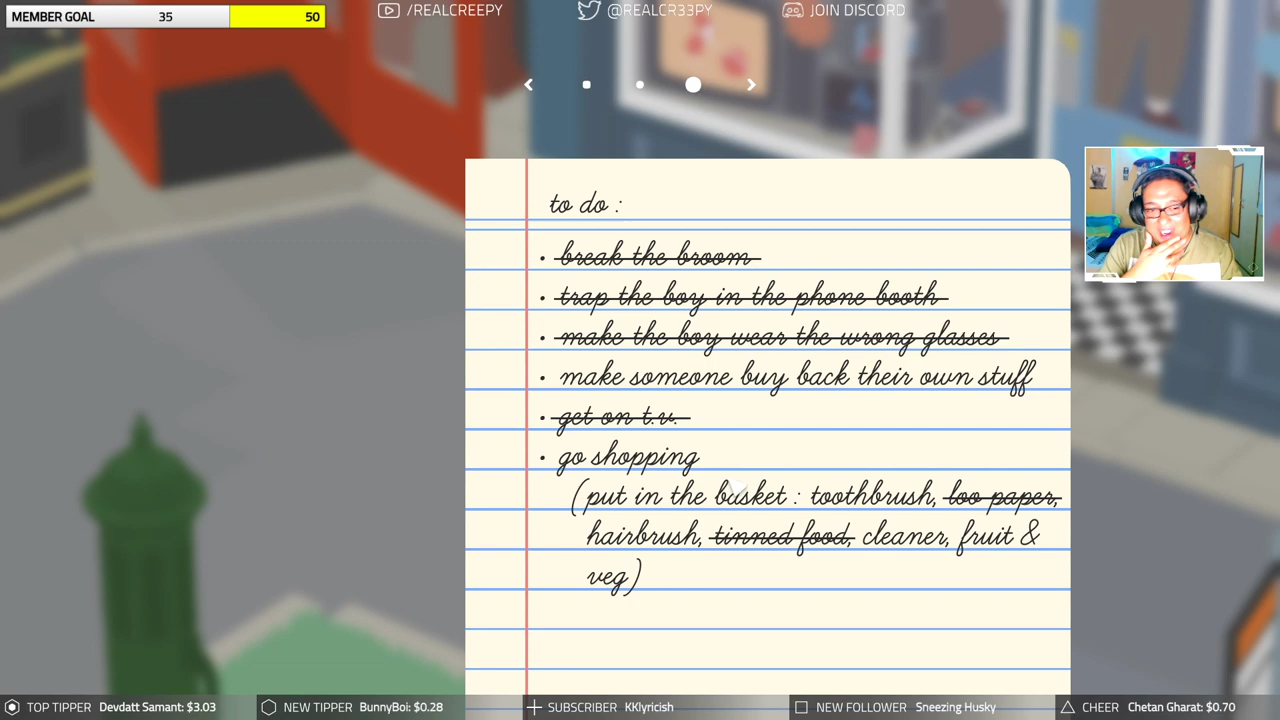 MEMBER GOAL 35 50
/REALCREEPY @REALCR33PY JOIN DISCORD
to do :
• break the broom
• trap the boy in the phone booth
• make the boy wear the wrong glasses
• make someone buy back their own stuff
• get on t.v.
• go shopping
(put in the basket : toothbrush, loo paper,
hairbrush, tinned food, cleaner, fruit &
veg)
TOP TIPPER Devdatt Samant: $3.03 NEW TIPPER BunnyBoi: $0.28 SUBSCRIBER KKlyricish NEW FOLLOWER Sneezing Husky CHEER Chetan Gharat: $0.70